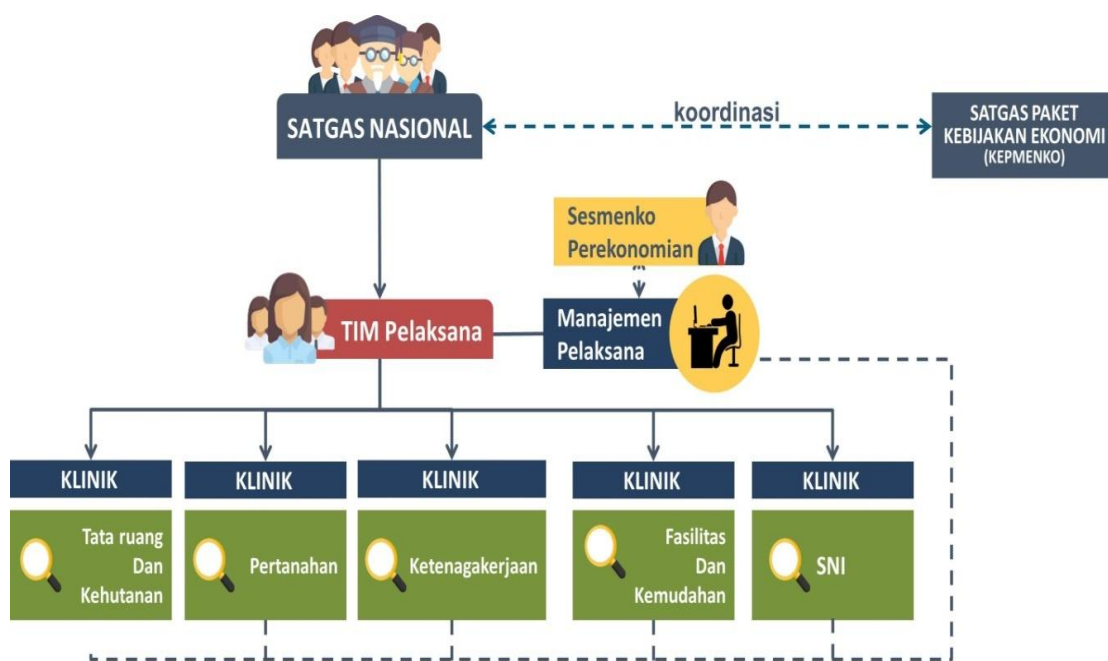 SATGAS NASIONAL
koordinasi
SATGAS PAKET
KEBIJAKAN EKONOMI
(KEPMENKO)
Sesmenko
Perekonomian
TIM Pelaksana
Manajemen
Pelaksana
KLINIK
Tata ruang
Dan
Kehutanan
KLINIK
Pertanahan
KLINIK
Ketenagakerjaan
KLINIK
Fasilitas
Dan
Kemudahan
KLINIK
SNI